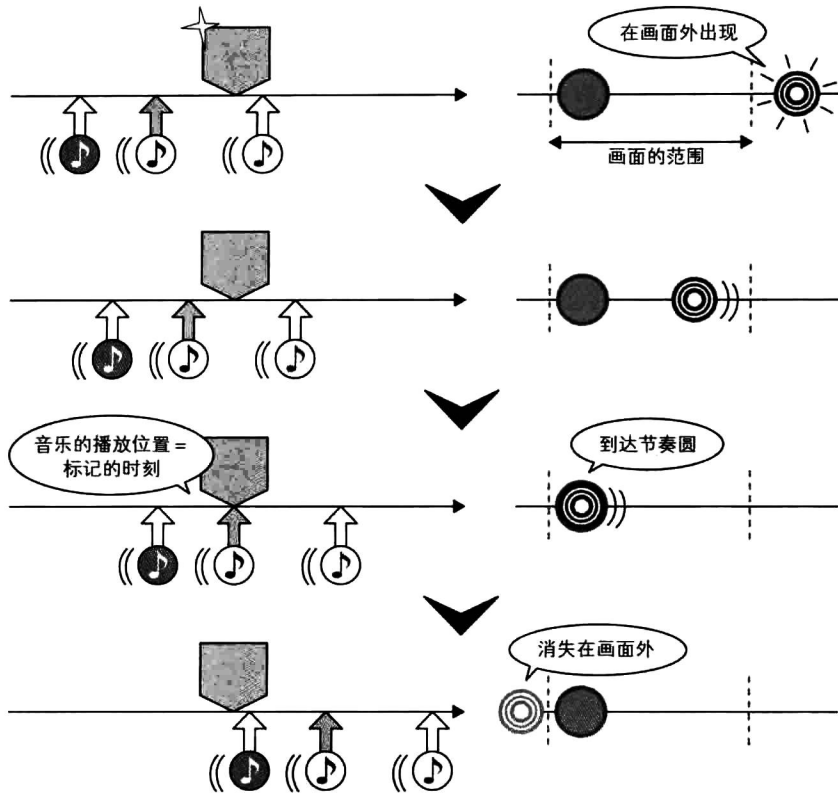 在画面外出现
画面的范围
音乐的播放位置=
标记的时刻
到达节奏圆
消失在画面外